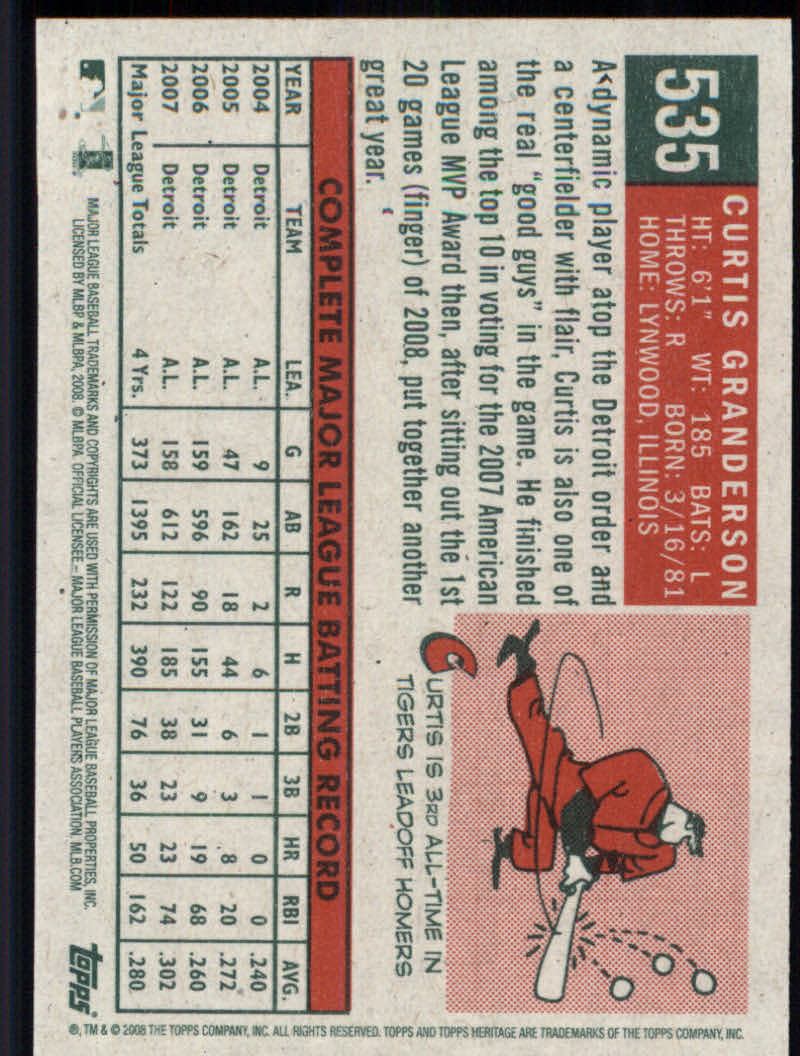 535
CURTIS GRANDERSON
HT: 6'1" WT: 185 BATS: L
THROWS: R BORN: 3/16/81
HOME: LYNWOOD, ILLINOIS
A dynamic player atop the Detroit order and
a centerfielder with flair, Curtis is also one of
the real "good guys" in the game. He finished
among the top 10 in voting for the 2007 American
League MVP Award then, after sitting out the 1st
20 games (finger) of 2008, put together another
great year.
CURTIS IS 3RD ALL-TIME IN
TIGERS LEADOFF HOMERS
COMPLETE MAJOR LEAGUE BATTING RECORD
YEAR TEAM LEA. G AB R H 2B 3B HR RBI AVG.
2004 Detroit A.L. 9 25 2 6 1 1 0 0 .240
2005 Detroit A.L. 47 162 18 44 6 3 8 20 .272
2006 Detroit A.L. 159 596 90 155 31 9 19 68 .260
2007 Detroit A.L. 158 612 122 185 38 23 23 74 .302
Major League Totals 4 Yrs. 373 1395 232 390 76 36 50 162 .280
MAJOR LEAGUE BASEBALL TRADEMARKS AND COPYRIGHTS ARE USED WITH PERMISSION OF MAJOR LEAGUE BASEBALL PROPERTIES, INC.
LICENSED BY MLBP & MLBPA, 2008. © MLBPA. OFFICIAL LICENSEE – MAJOR LEAGUE BASEBALL PLAYERS ASSOCIATION. MLB.COM
topps
®, TM & © 2008 THE TOPPS COMPANY, INC. ALL RIGHTS RESERVED. TOPPS AND TOPPS HERITAGE ARE TRADEMARKS OF THE TOPPS COMPANY, INC.